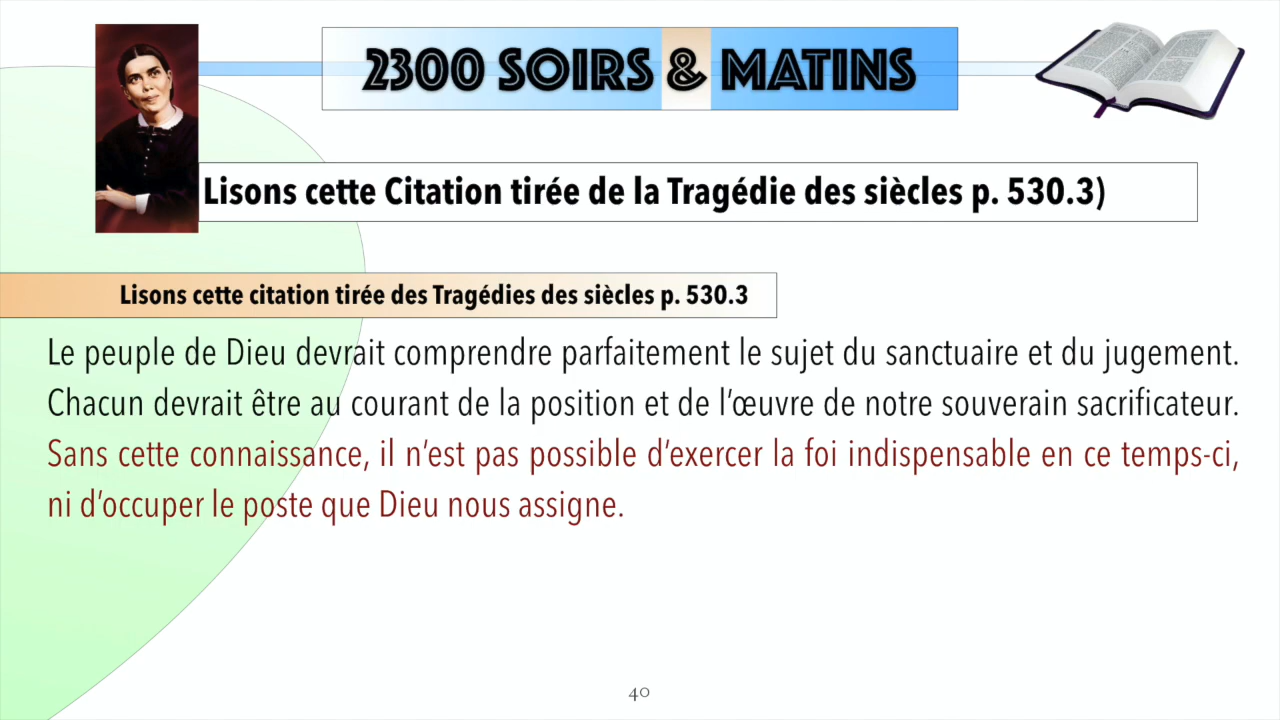 2300 SOIRS & MATINS
Lisons cette Citation tirée de la Tragédie des siècles p. 530.3)
Lisons cette citation tirée des Tragédies des siècles p. 530.3
Le peuple de Dieu devrait comprendre parfaitement le sujet du sanctuaire et du jugement.
Chacun devrait être au courant de la position et de l’œuvre de notre souverain sacrificateur.
Sans cette connaissance, il n’est pas possible d’exercer la foi indispensable en ce temps-ci,
ni d’occuper le poste que Dieu nous assigne.
40